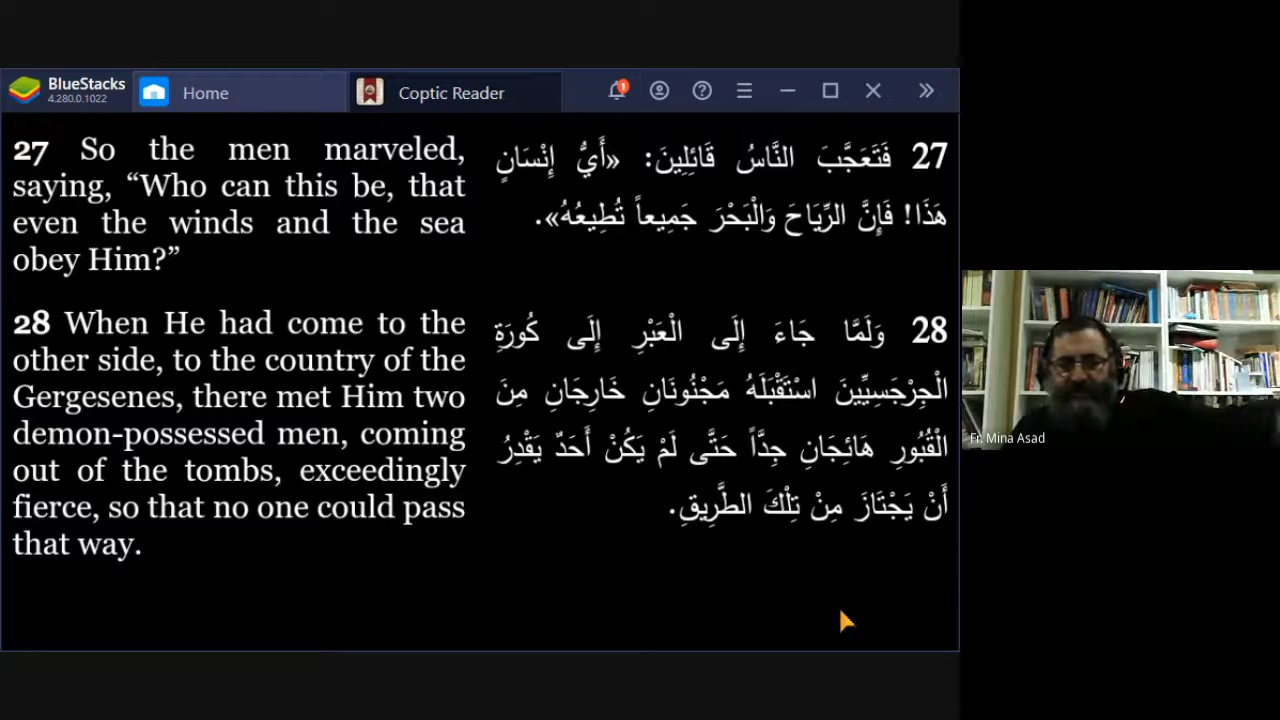 BlueStacks
4.280.0.1022
Home
Coptic Reader
1
27 So the men marveled,
saying, “Who can this be, that
even the winds and the sea
obey Him?”
27 فَتَعَجَّبَ النَّاسُ قَائِلِينَ: «أَيُّ إِنْسَانٍ
هَذَا! فَإِنَّ الرِّيَاحَ وَالْبَحْرَ جَمِيعاً تُطِيعُهُ».
28 When He had come to the
other side, to the country of the
Gergesenes, there met Him two
demon-possessed men, coming
out of the tombs, exceedingly
fierce, so that no one could pass
that way.
28 وَلَمَّا جَاءَ إِلَى الْعَبْرِ إِلَى كُورَةِ
الْجِرْجَسِيِّينَ اسْتَقْبَلَهُ مَجْنُونَانِ خَارِجَانِ مِنَ
الْقُبُورِ هَائِجَانِ جِدَّاً حَتَّى لَمْ يَكُنْ أَحَدٌ يَقْدِرُ
أَنْ يَجْتَازَ مِنْ تِلْكَ الطَّرِيقِ.
Fr. Mina Asad